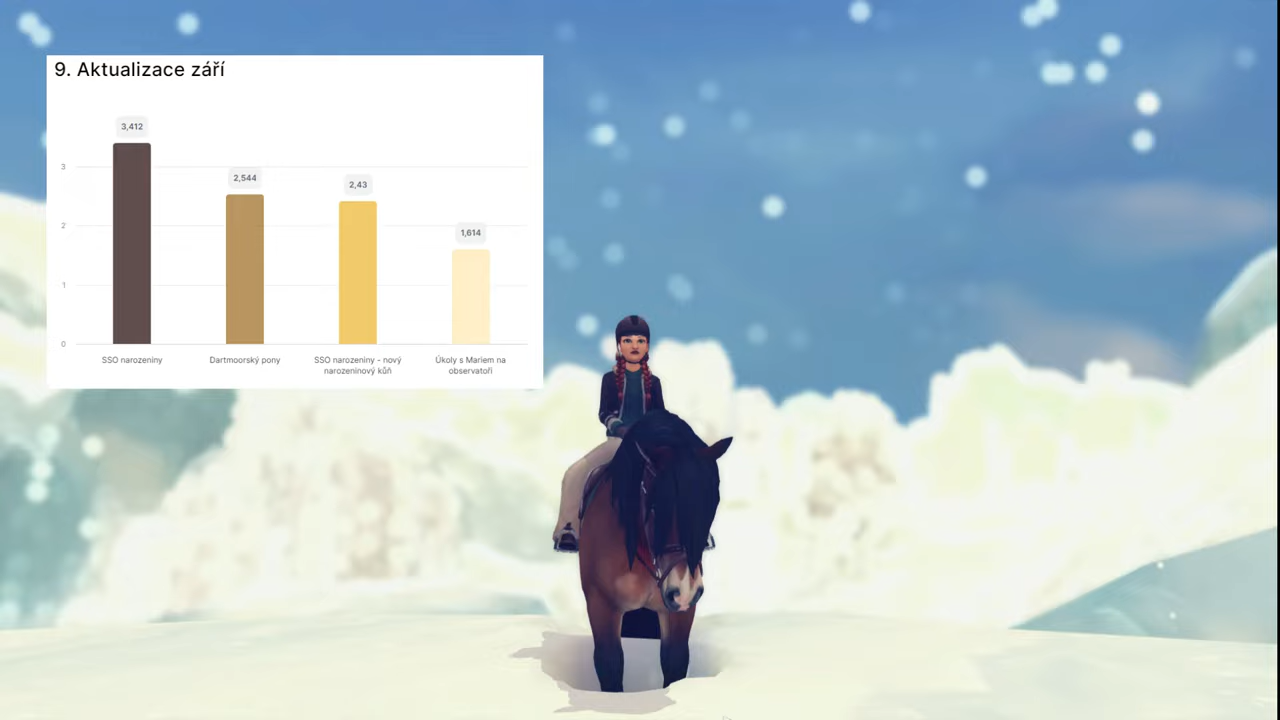 9. Aktualizace září
3,412
3
2,544
2,43
2
1,614
1
0
SSO narozeniny
Dartmoorský pony
SSO narozeniny - nový
narozeninový kůň
Úkoly s Mariem na
observatoři